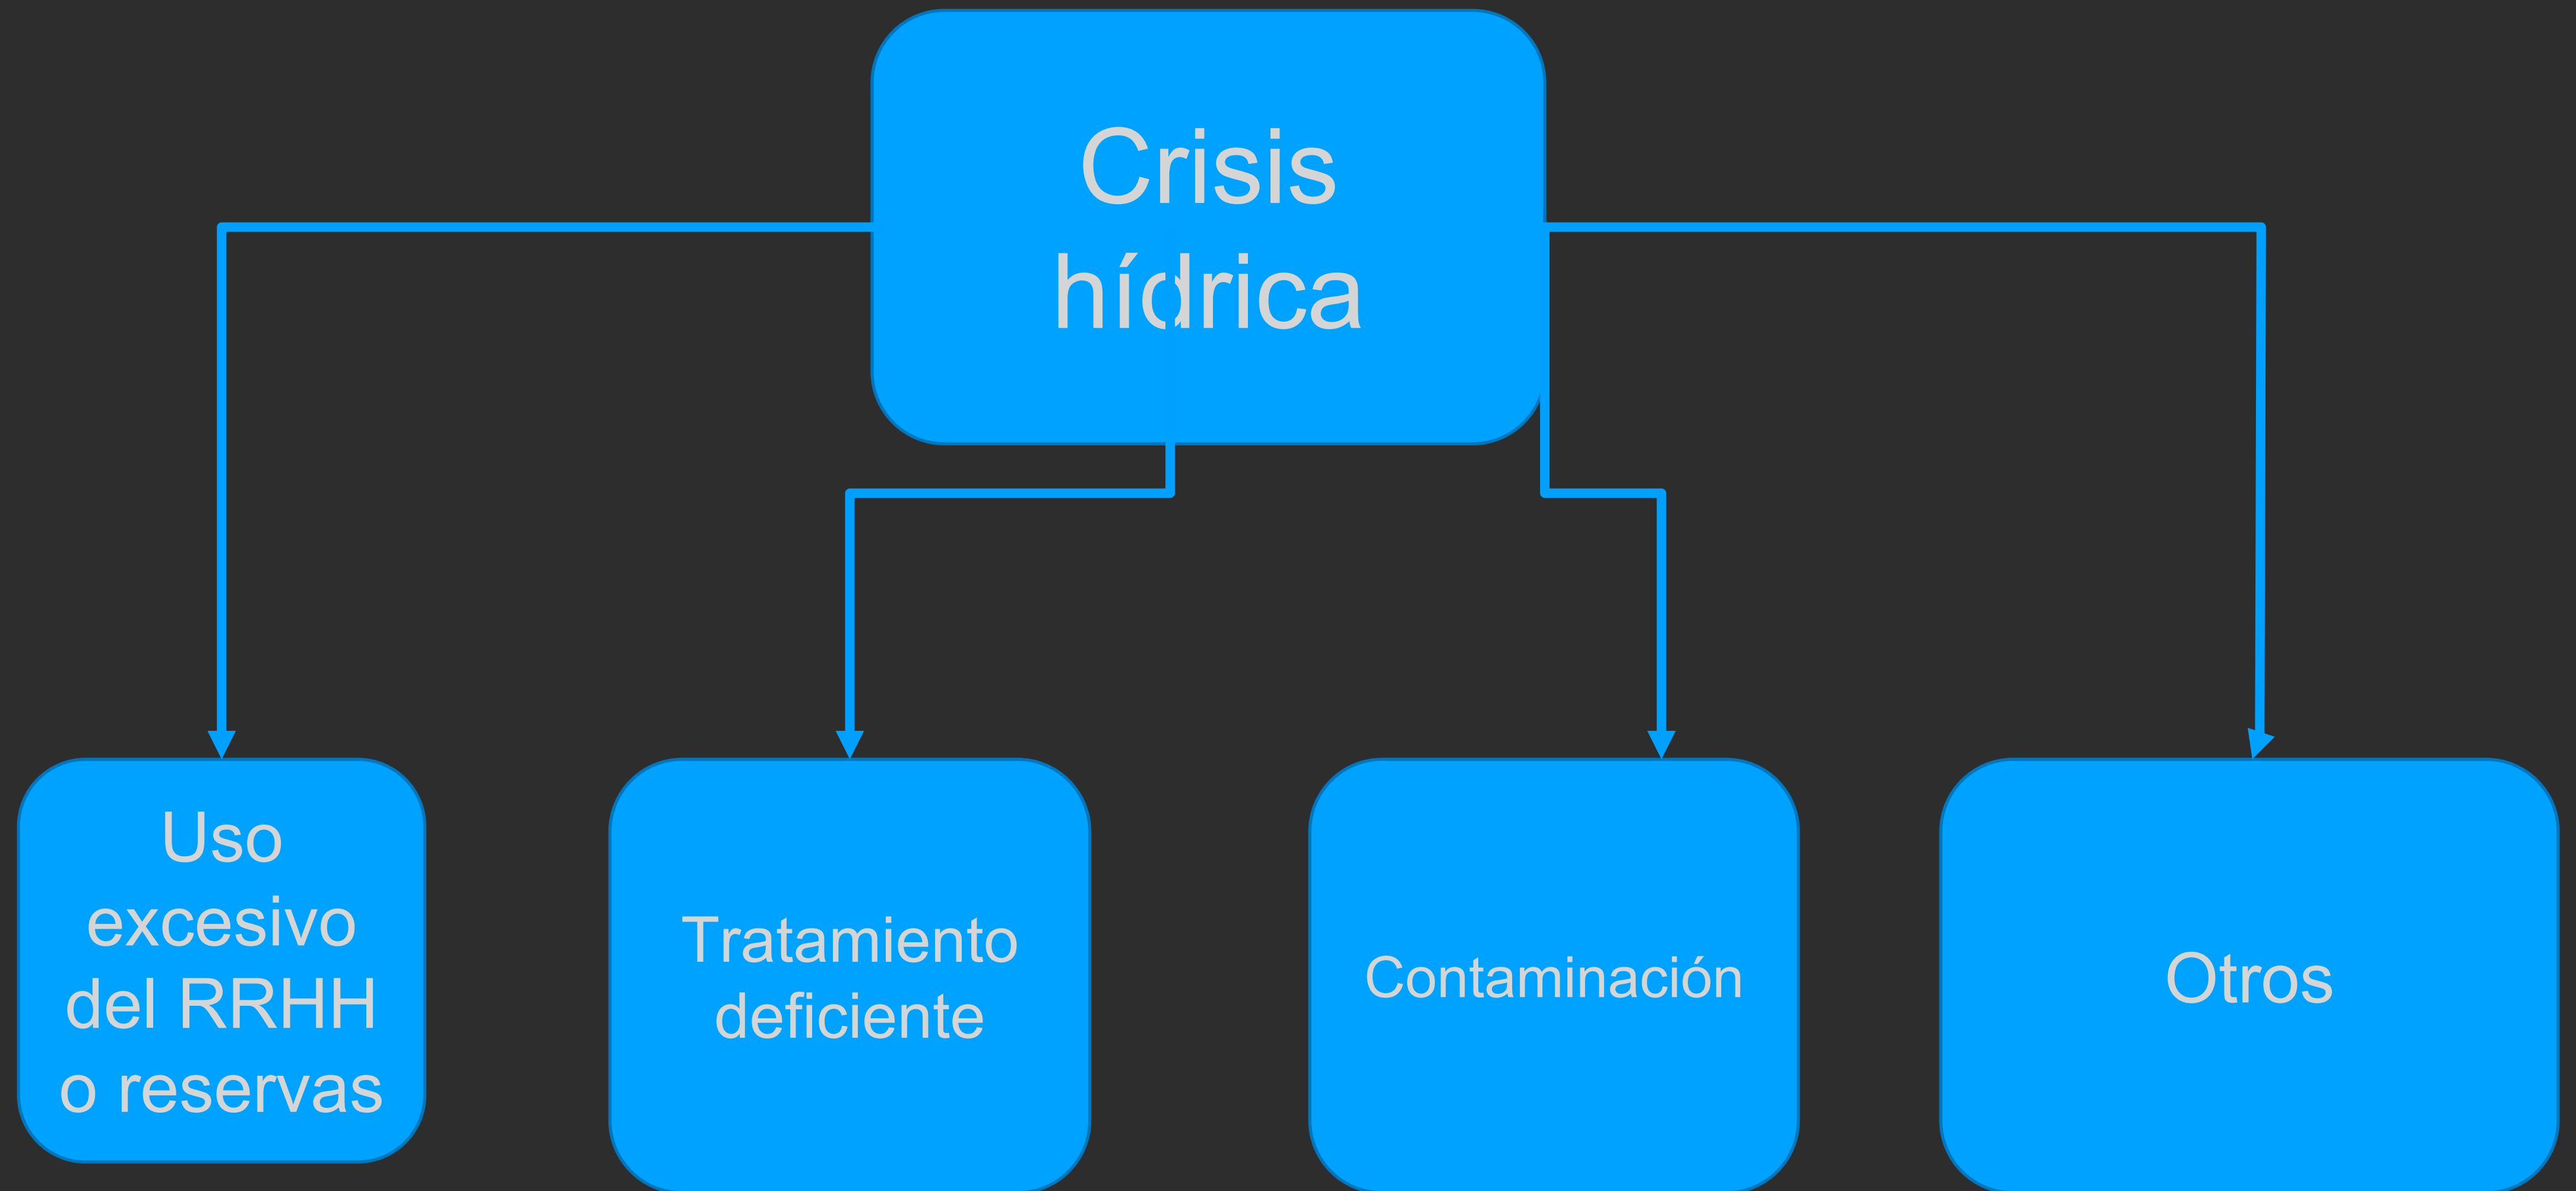 Crisis
hídrica
Uso
excesivo
del RRHH
o reservas
Tratamiento
deficiente
Contaminación
Otros